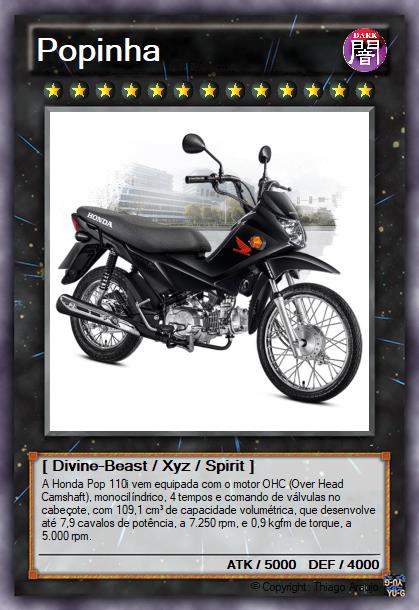 Popinha
DARK
闇
HONDA
[ Divine-Beast / Xyz / Spirit ]
A Honda Pop 110i vem equipada com o motor OHC (Over Head
Camshaft), monocilíndrico, 4 tempos e comando de válvulas no
cabeçote, com 109,1 cm³ de capacidade volumétrica, que desenvolve
até 7,9 cavalos de potência, a 7.250 rpm, e 0,9 kgfm de torque, a
5.000 rpm.
ATK / 5000 DEF / 4000
© Copyright: Thiago Araujo